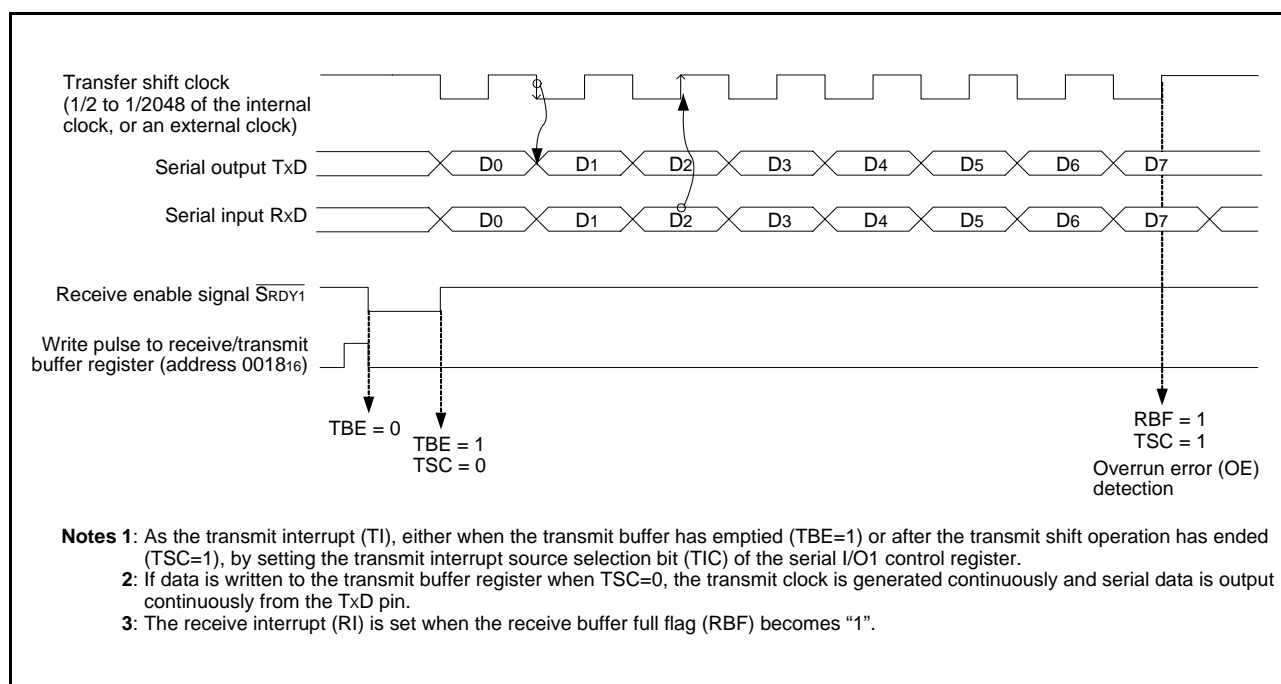 Transfer shift clock
(1/2 to 1/2048 of the internal
clock, or an external clock)
Serial output TxD
D0 D1 D2 D3 D4 D5 D6 D7
Serial input RxD
D0 D1 D2 D3 D4 D5 D6 D7
Receive enable signal S̅R̅D̅Y̅1̅
Write pulse to receive/transmit
buffer register (address 001816)
TBE = 0
TBE = 1
TSC = 0
RBF = 1
TSC = 1
Overrun error (OE)
detection
Notes 1: As the transmit interrupt (TI), either when the transmit buffer has emptied (TBE=1) or after the transmit shift operation has ended
(TSC=1), by setting the transmit interrupt source selection bit (TIC) of the serial I/O1 control register.
2: If data is written to the transmit buffer register when TSC=0, the transmit clock is generated continuously and serial data is output
continuously from the TxD pin.
3: The receive interrupt (RI) is set when the receive buffer full flag (RBF) becomes “1”.